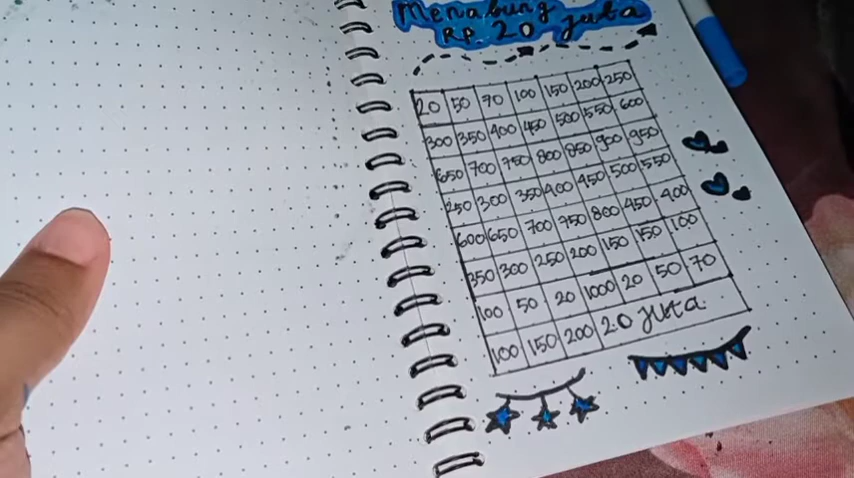 Menabung
RP. 20 juta
20 50 70 100 150 200 250
300 350 400 450 500 550 600
650 700 750 800 850 900 950
250 300 350 400 450 500 550
600 650 700 750 800 450 400
350 300 250 200 150 150 100
100 50 20 1000 20 50 70
100 150 200 20 juta